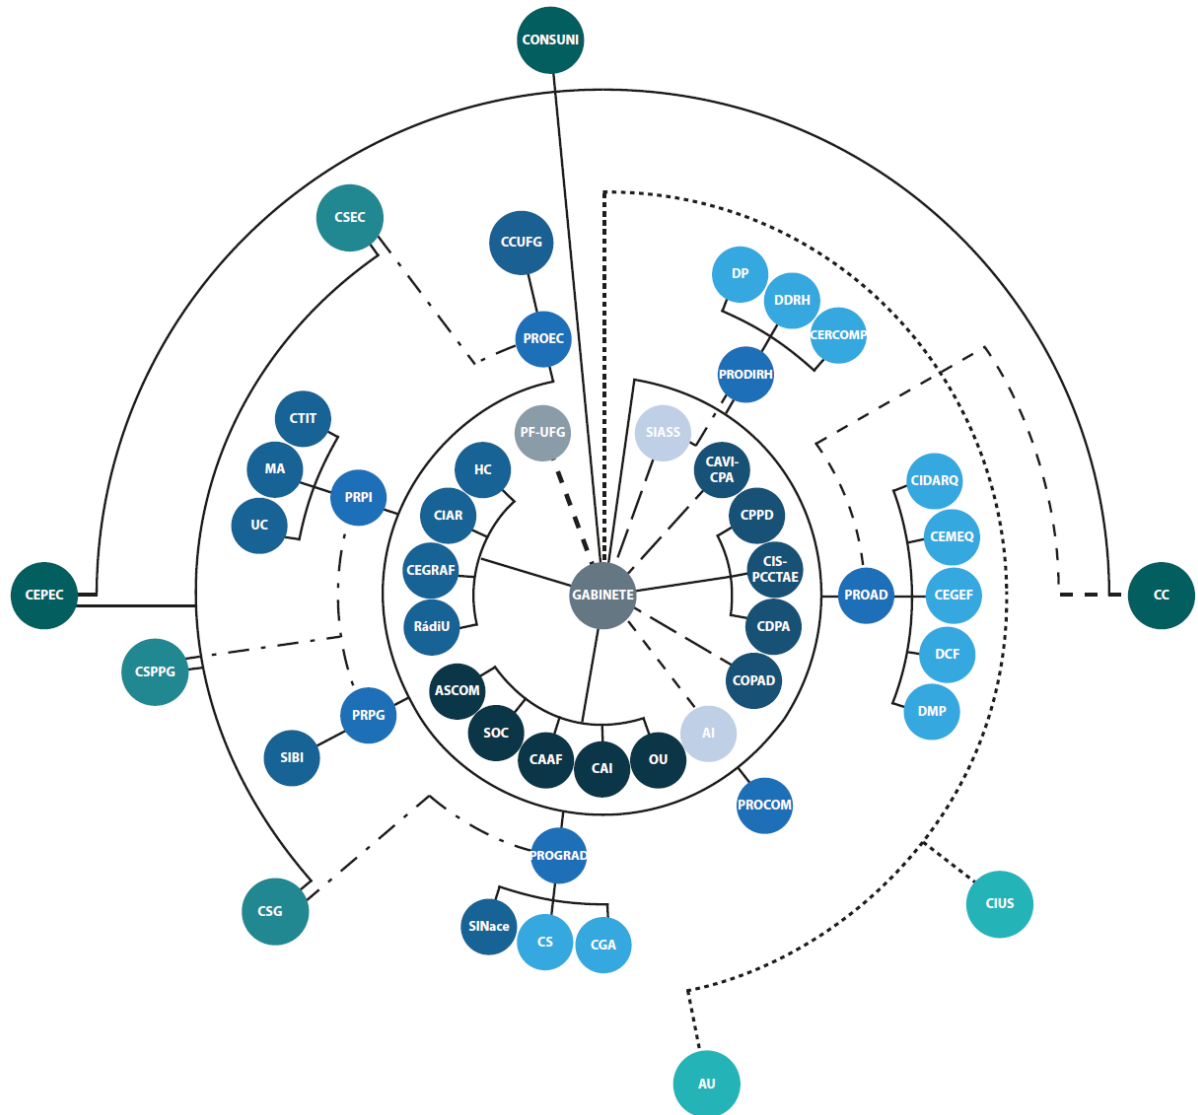 CONSUNI
CSEC
CCUFG
DP
DDRH
CERCOMP
PROEC
PRODIRH
CTIT
PF-UFG
SIASS
MA
HC
CAVI-
CPA
CIDARQ
PRPI
UC
CIAR
CPPD
CEMEQ
CEGRAF
CIS-
PCCTAE
CEPEC
GABINETE
PROAD
CEGEF
CC
RádiU
CDPA
CSPPG
DCF
ASCOM
COPAD
PRPG
DMP
SOC
AI
SIBI
CAAF
CAI
OU
PROCOM
PROGRAD
CSG
CIUS
SINace
CS
CGA
AU